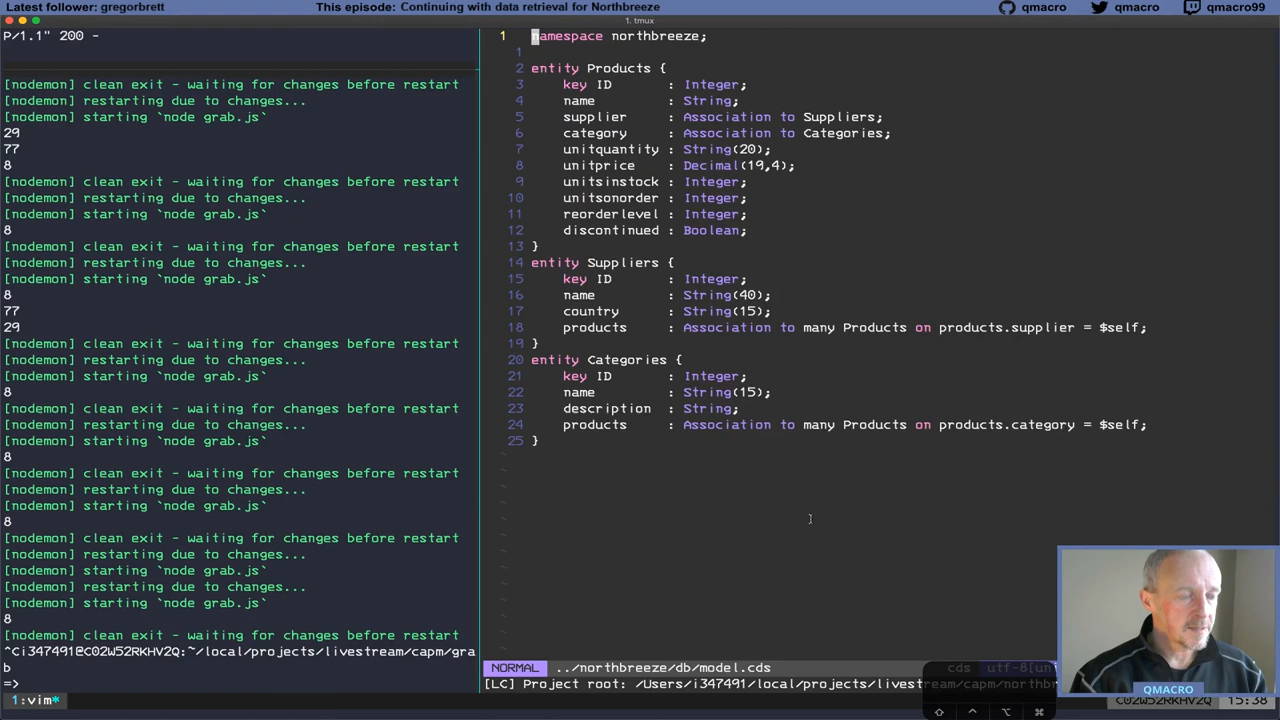 Latest follower: gregorbrett
This episode: Continuing with data retrieval for Northbreeze
qmacro
qmacro
qmacro99
1. tmux
P/1.1" 200 -
[nodemon] clean exit - waiting for changes before restart
[nodemon] restarting due to changes...
[nodemon] starting `node grab.js`
29
77
8
[nodemon] clean exit - waiting for changes before restart
[nodemon] restarting due to changes...
[nodemon] starting `node grab.js`
8
[nodemon] clean exit - waiting for changes before restart
[nodemon] restarting due to changes...
[nodemon] starting `node grab.js`
8
77
29
[nodemon] clean exit - waiting for changes before restart
[nodemon] restarting due to changes...
[nodemon] starting `node grab.js`
8
[nodemon] clean exit - waiting for changes before restart
[nodemon] restarting due to changes...
[nodemon] starting `node grab.js`
8
[nodemon] clean exit - waiting for changes before restart
[nodemon] restarting due to changes...
[nodemon] starting `node grab.js`
8
[nodemon] clean exit - waiting for changes before restart
[nodemon] restarting due to changes...
[nodemon] starting `node grab.js`
[nodemon] restarting due to changes...
[nodemon] starting `node grab.js`
8
[nodemon] clean exit - waiting for changes before restart
^Ci347491@C02W52RKHV2Q:~/local/projects/livestream/capm/gra
b
=>
1 namespace northbreeze;
1
2 entity Products {
3 key ID : Integer;
4 name : String;
5 supplier : Association to Suppliers;
6 category : Association to Categories;
7 unitquantity : String(20);
8 unitprice : Decimal(19,4);
9 unitsinstock : Integer;
10 unitsonorder : Integer;
11 reorderlevel : Integer;
12 discontinued : Boolean;
13 }
14 entity Suppliers {
15 key ID : Integer;
16 name : String(40);
17 country : String(15);
18 products : Association to many Products on products.supplier = $self;
19 }
20 entity Categories {
21 key ID : Integer;
22 name : String(15);
23 description : String;
24 products : Association to many Products on products.category = $self;
25 }
~
~
~
~
~
~
~
~
~
~
~
~
~
NORMAL ../northbreeze/db/model.cds cds utf-8[un
[LC] Project root: /Users/i347491/local/projects/livestream/capm/northbr
1:vim* C02W52RKHV2Q 15:38
QMACRO